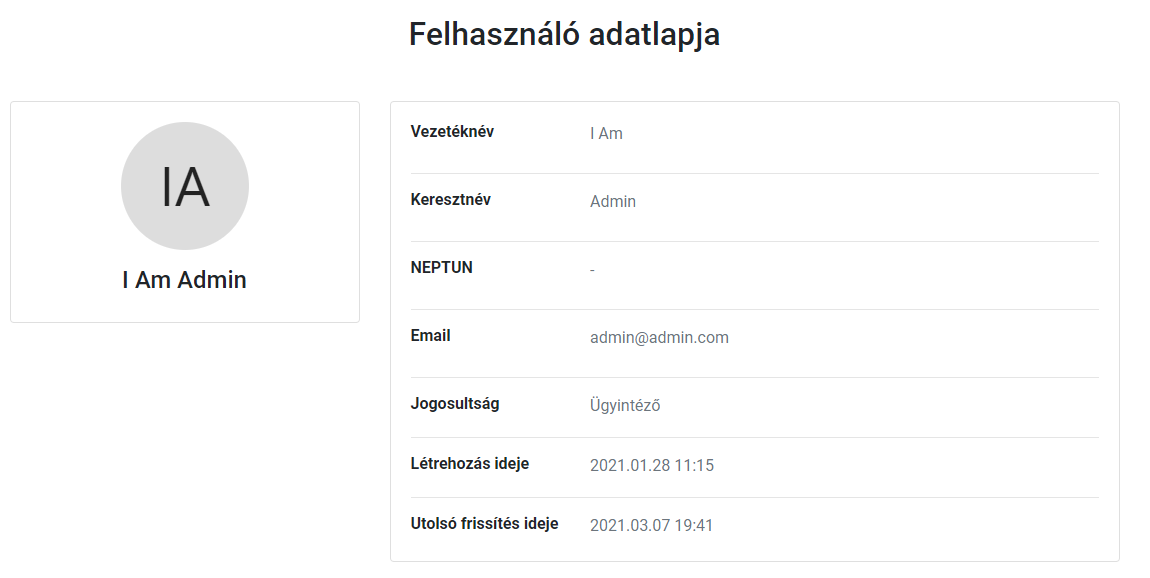 Felhasználó adatlapja
IA
I Am Admin
Vezetéknév I Am
Keresztnév Admin
NEPTUN -
Email admin@admin.com
Jogosultság Ügyintéző
Létrehozás ideje 2021.01.28 11:15
Utolsó frissítés ideje 2021.03.07 19:41